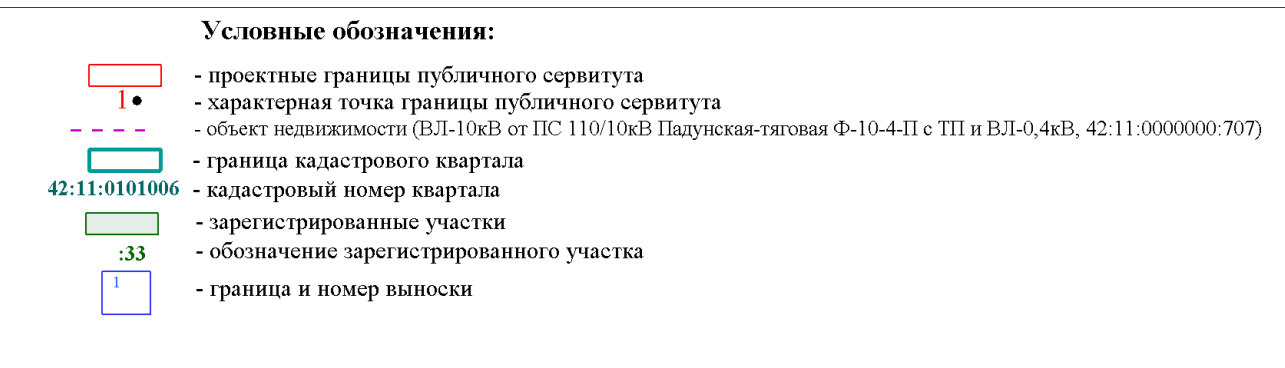 Условные обозначения:
- проектные границы публичного сервитута
1 - характерная точка границы публичного сервитута
- объект недвижимости (ВЛ-10кВ от ПС 110/10кВ Падунская-тяговая Ф-10-4-П с ТП и ВЛ-0,4кВ, 42:11:0000000:707)
- граница кадастрового квартала
42:11:0101006 - кадастровый номер квартала
- зарегистрированные участки
:33 - обозначение зарегистрированного участка
1 - граница и номер выноски